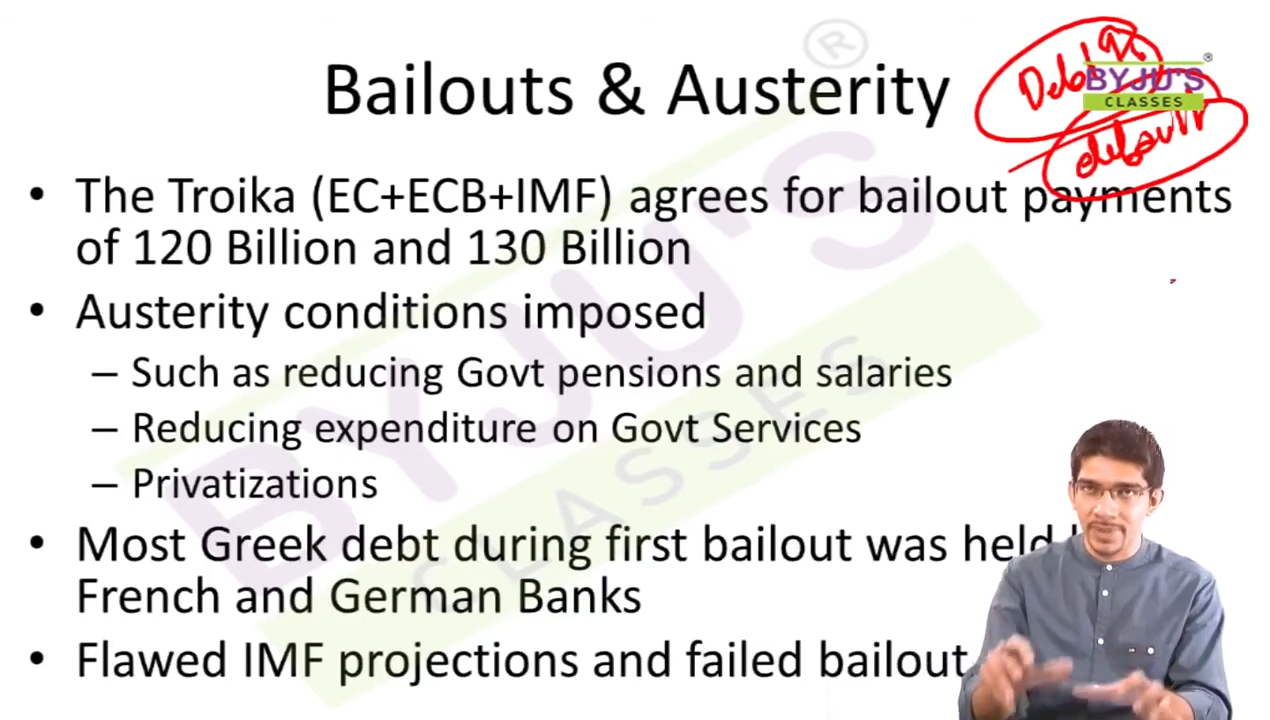 Bailouts & Austerity
®
BYJU'S
CLASSES
• The Troika (EC+ECB+IMF) agrees for bailout payments
of 120 Billion and 130 Billion
• Austerity conditions imposed
– Such as reducing Govt pensions and salaries
– Reducing expenditure on Govt Services
– Privatizations
• Most Greek debt during first bailout was held
French and German Banks
• Flawed IMF projections and failed bailout
BYJU'S
CLASSES